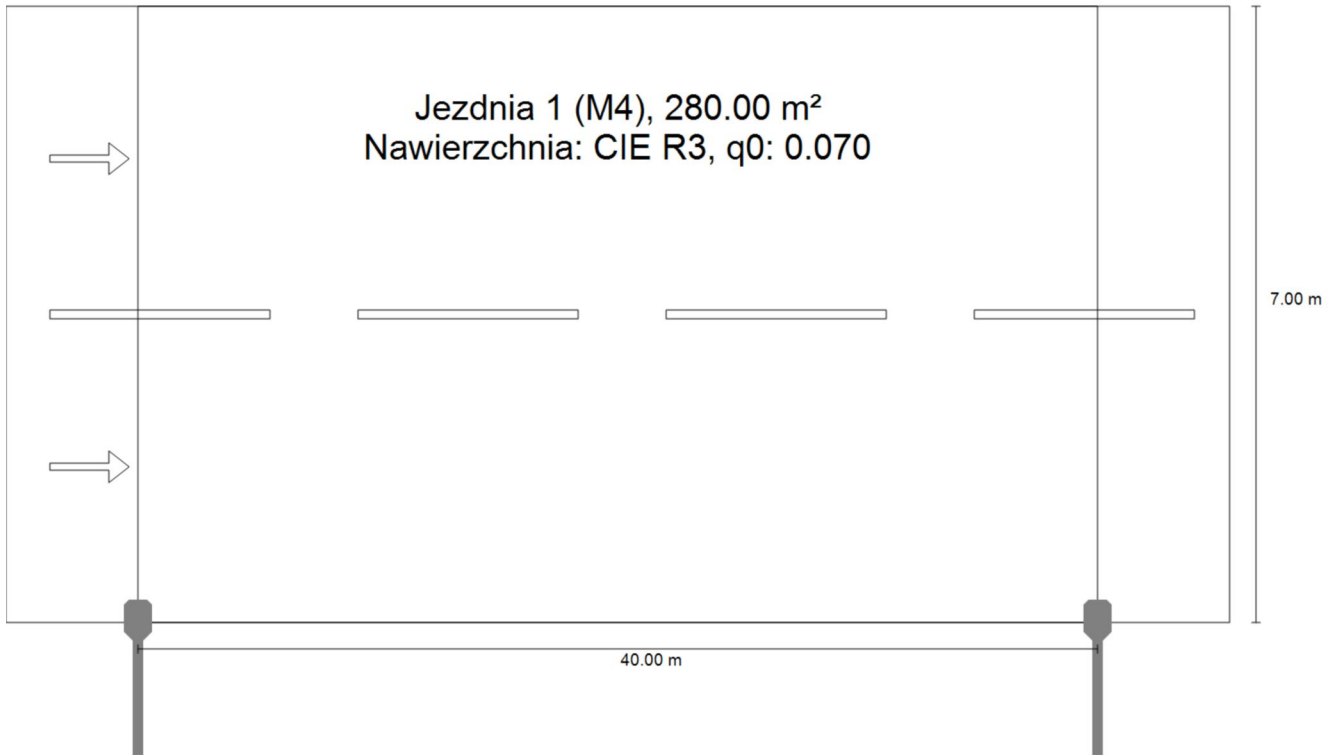 Jezdnia 1 (M4), 280.00 m²
Nawierzchnia: CIE R3, q0: 0.070
7.00 m
40.00 m